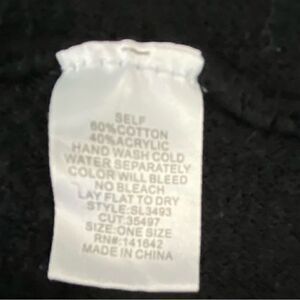 SELF
60%COTTON
40%ACRYLIC
HAND WASH COLD
WATER SEPARATELY
COLOR WILL BLEED
NO BLEACH
LAY FLAT TO DRY
STYLE:SL3493
CUT:35497
SIZE:ONE SIZE
RN#:141642
MADE IN CHINA